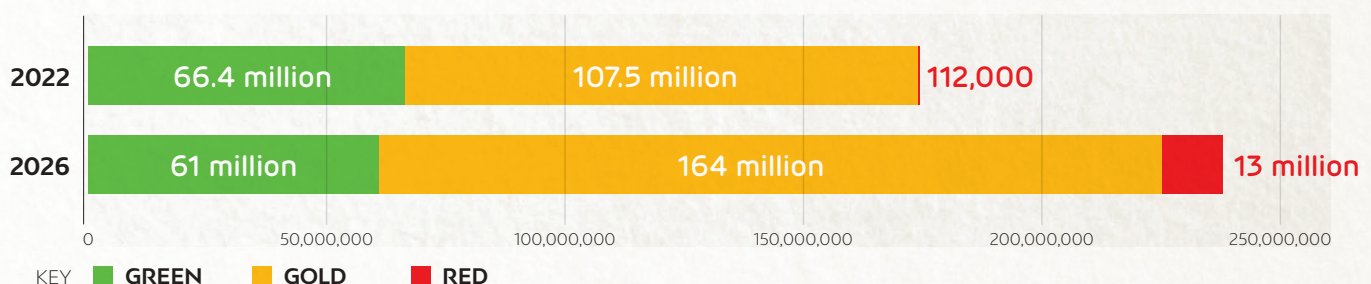 2022 66.4 million 107.5 million 112,000
2026 61 million 164 million 13 million
0 50,000,000 100,000,000 150,000,000 200,000,000 250,000,000
KEY GREEN GOLD RED